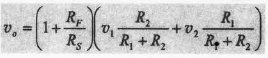 v_o = (1 + R_F / R_S) (v_1 R_2 / (R_1 + R_2) + v_2 R_1 / (R_1 + R_2))